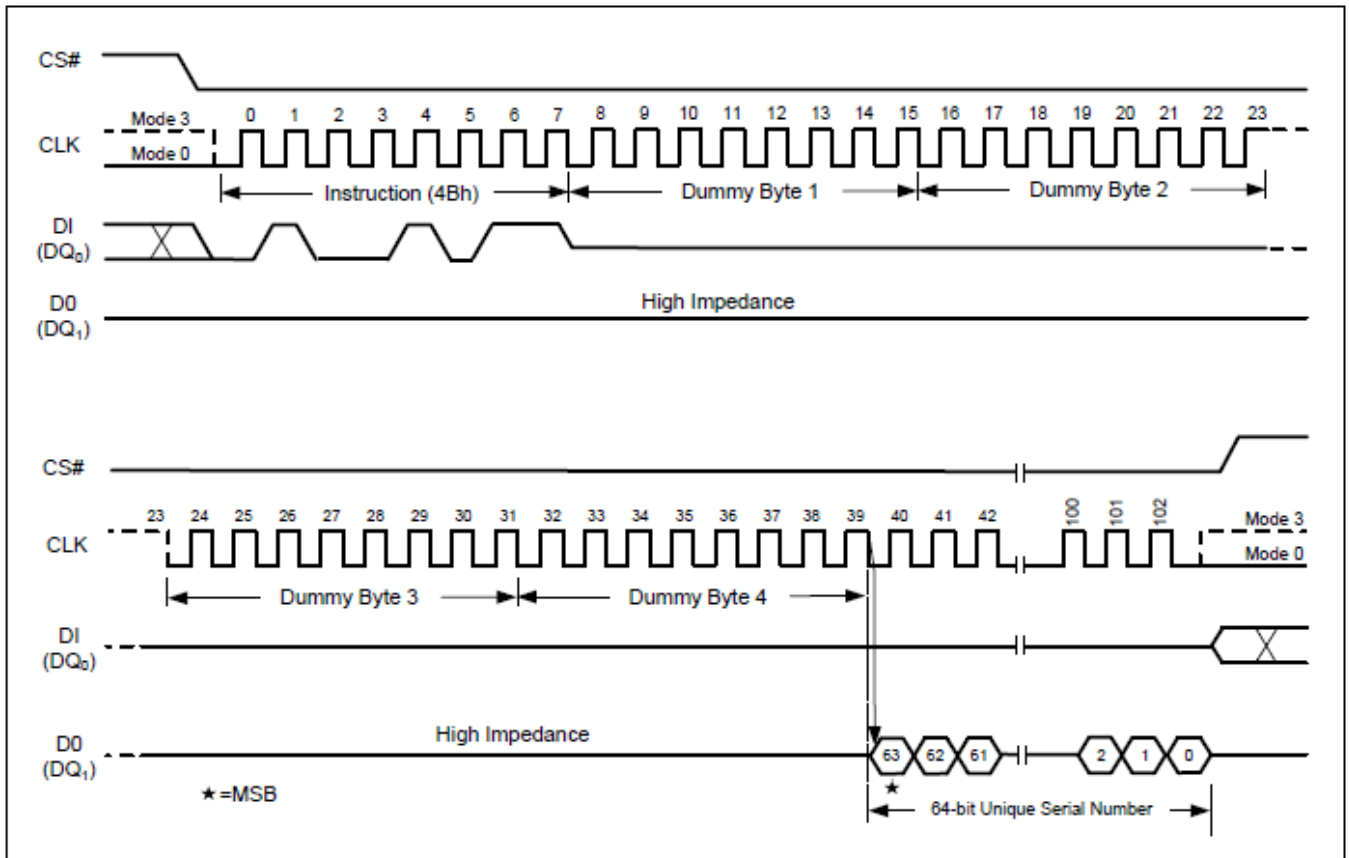 CS#
Mode 3 0 1 2 3 4 5 6 7 8 9 10 11 12 13 14 15 16 17 18 19 20 21 22 23
CLK
Mode 0
Instruction (4Bh) Dummy Byte 1 Dummy Byte 2
DI
(DQ₀)
D0 High Impedance
(DQ₁)
CS#
23 24 25 26 27 28 29 30 31 32 33 34 35 36 37 38 39 40 41 42 100 101 102 Mode 3
CLK
Mode 0
Dummy Byte 3 Dummy Byte 4
DI
(DQ₀)
D0 High Impedance
(DQ₁)
63 62 61 2 1 0
★=MSB ★
64-bit Unique Serial Number